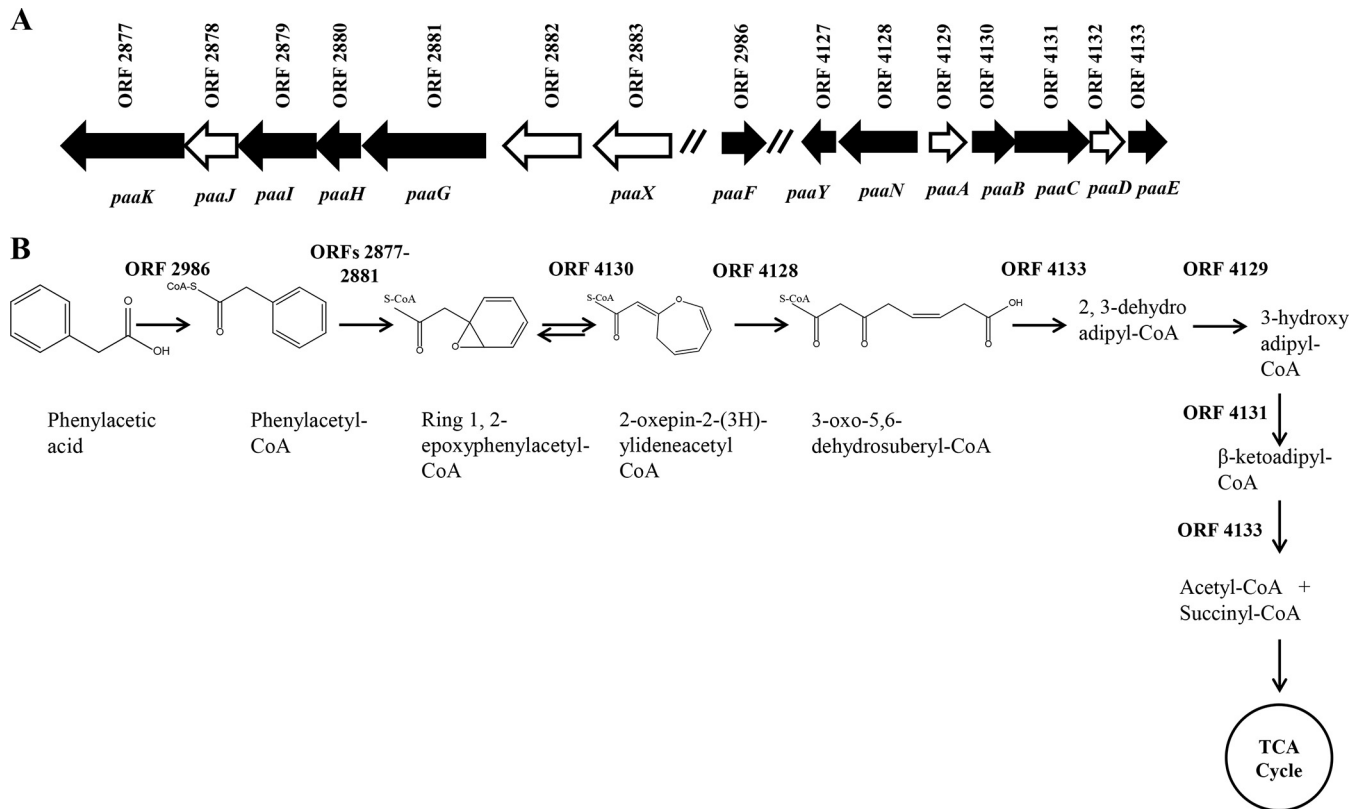 A
ORF 2877
ORF 2878
ORF 2879
ORF 2880
ORF 2881
ORF 2882
ORF 2883
ORF 2986
ORF 4127
ORF 4128
ORF 4129
ORF 4130
ORF 4131
ORF 4132
ORF 4133
paaK
paaJ
paaI
paaH
paaG
paaX
paaF
paaY
paaN
paaA
paaB
paaC
paaD
paaE
B
ORF 2986
ORFs 2877-
2881
ORF 4130
ORF 4128
ORF 4133
ORF 4129
O
OH
CoA-S
O
S-CoA
O
O
S-CoA
O
O
S-CoA
O
O
O
OH
2, 3-dehydro
adipyl-CoA
3-hydroxy
adipyl-
CoA
Phenylacetic
acid
Phenylacetyl-
CoA
Ring 1, 2-
epoxyphenylacetyl-
CoA
2-oxepin-2-(3H)-
ylideneacetyl
CoA
3-oxo-5,6-
dehydrosuberyl-CoA
ORF 4131
β-ketoadipyl-
CoA
ORF 4133
Acetyl-CoA +
Succinyl-CoA
TCA
Cycle